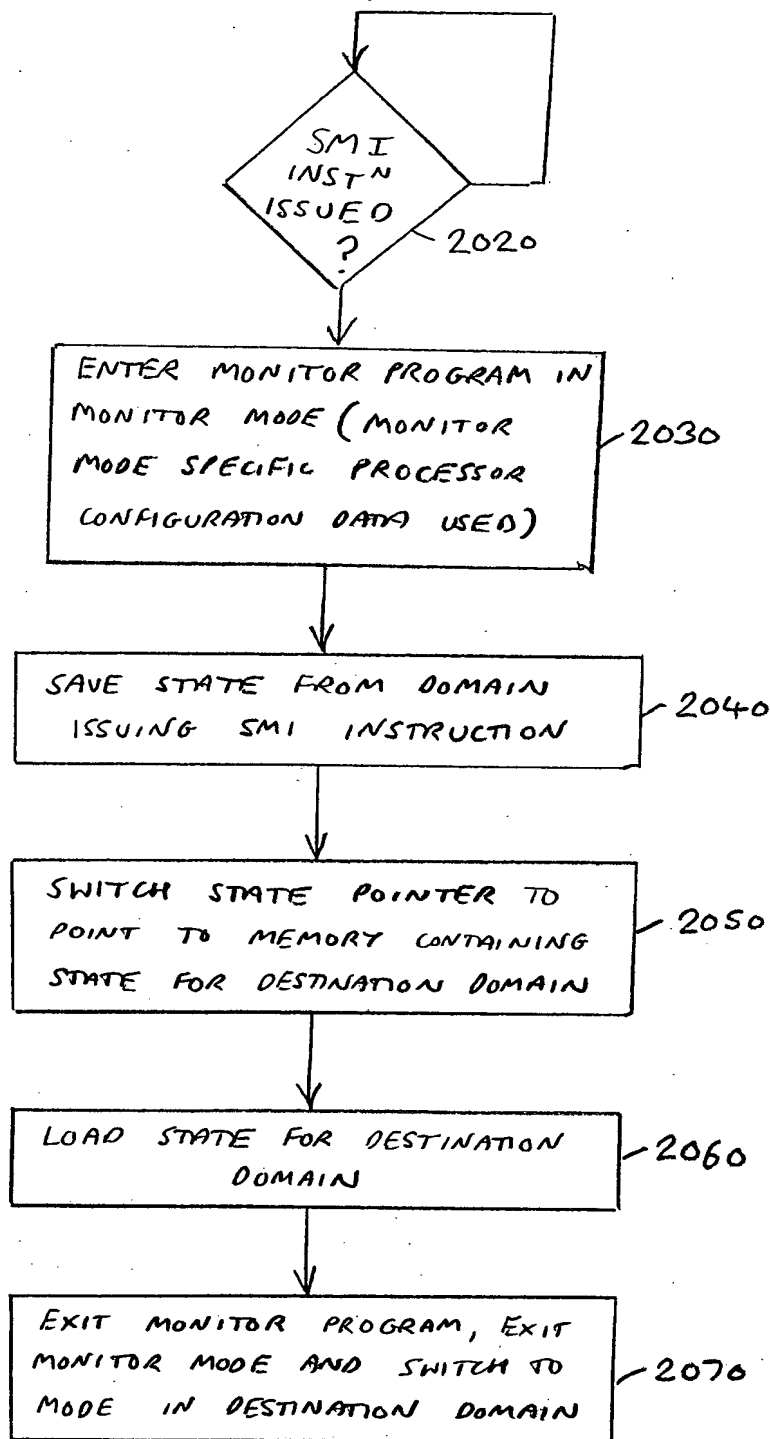 SMI
INSTN
ISSUED
?
2020
ENTER MONITOR PROGRAM IN
MONITOR MODE (MONITOR
MODE SPECIFIC PROCESSOR
CONFIGURATION DATA USED)
2030
SAVE STATE FROM DOMAIN
ISSUING SMI INSTRUCTION
2040
SWITCH STATE POINTER TO
POINT TO MEMORY CONTAINING
STATE FOR DESTINATION DOMAIN
2050
LOAD STATE FOR DESTINATION
DOMAIN
2060
EXIT MONITOR PROGRAM, EXIT
MONITOR MODE AND SWITCH TO
MODE IN DESTINATION DOMAIN
2070